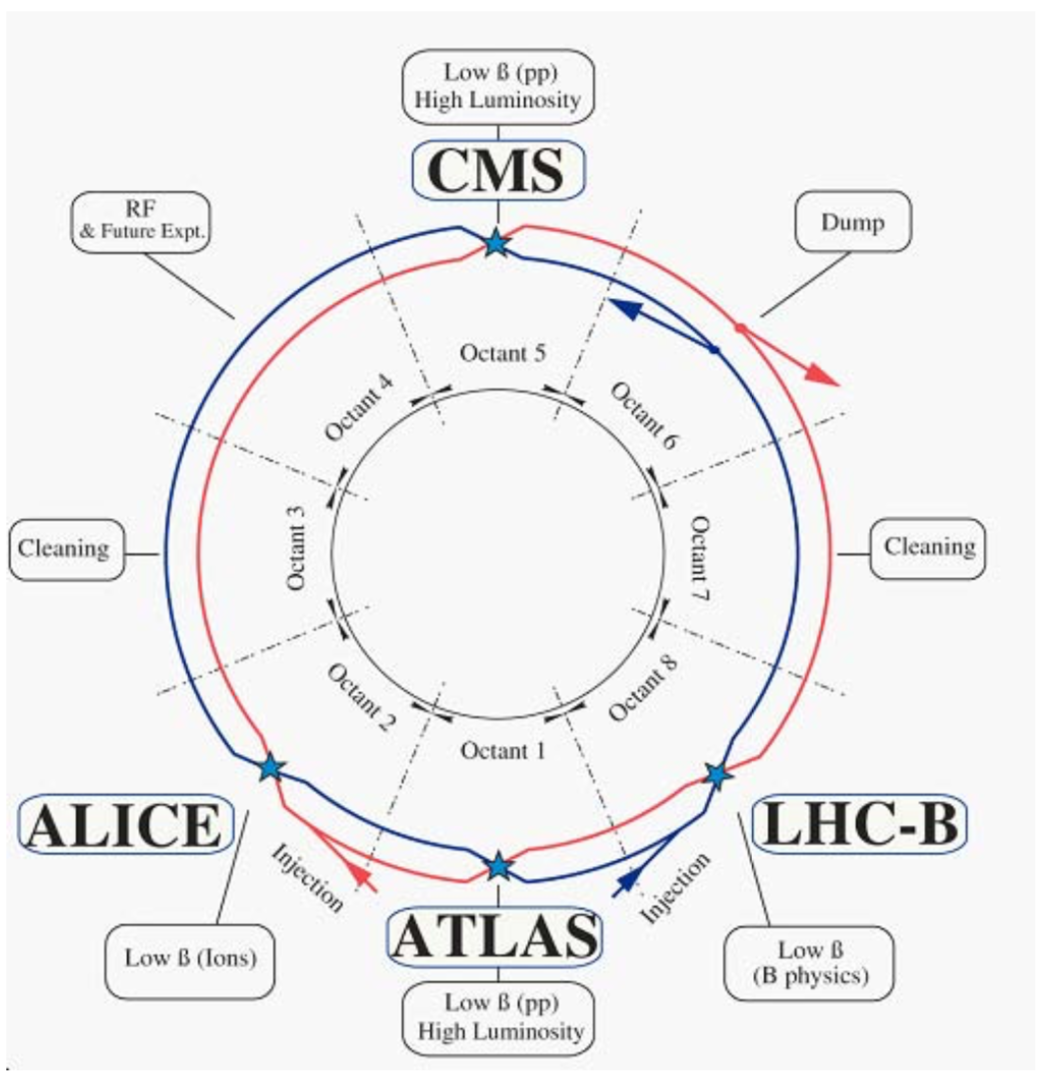 Low ß (pp)
High Luminosity
CMS
RF
& Future Expt.
Dump
Octant 5
Octant 4
Octant 6
Cleaning
Octant 3
Octant 7
Cleaning
Octant 2
Octant 8
Octant 1
ALICE
LHC-B
Injection
Injection
ATLAS
Low ß (Ions)
Low ß
(B physics)
Low ß (pp)
High Luminosity